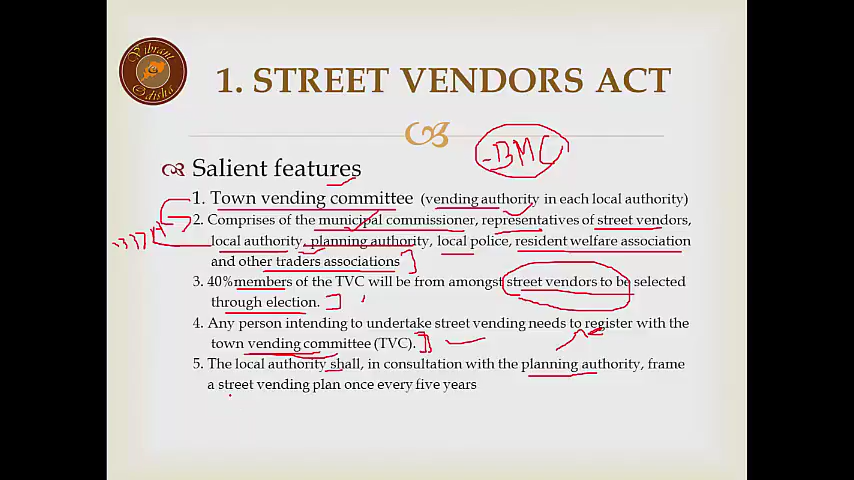 Vibrant
Odisha
1. STREET VENDORS ACT
-BMC
Salient features
1. Town vending committee (vending authority in each local authority)
2. Comprises of the municipal commissioner, representatives of street vendors,
local authority, planning authority, local police, resident welfare association
and other traders associations
3. 40%members of the TVC will be from amongst street vendors to be selected
through election.
4. Any person intending to undertake street vending needs to register with the
town vending committee (TVC).
5. The local authority shall, in consultation with the planning authority, frame
a street vending plan once every five years